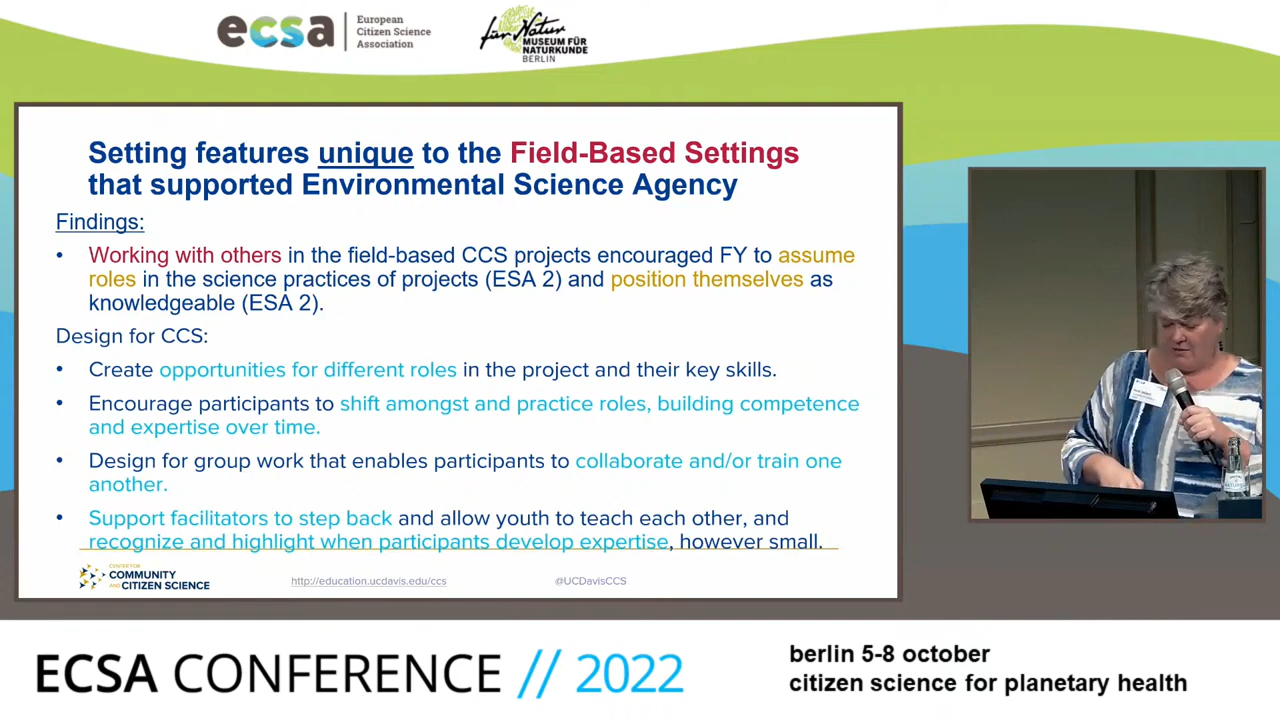 ecsa
European
Citizen Science
Association
für Natur
MUSEUM FÜR
NATURKUNDE
BERLIN
Setting features unique to the Field-Based Settings
that supported Environmental Science Agency
Findings:
• Working with others in the field-based CCS projects encouraged FY to assume
roles in the science practices of projects (ESA 2) and position themselves as
knowledgeable (ESA 2).
Design for CCS:
• Create opportunities for different roles in the project and their key skills.
• Encourage participants to shift amongst and practice roles, building competence
and expertise over time.
• Design for group work that enables participants to collaborate and/or train one
another.
• Support facilitators to step back and allow youth to teach each other, and
recognize and highlight when participants develop expertise, however small.
CENTER FOR
COMMUNITY
AND CITIZEN SCIENCE
http://education.ucdavis.edu/ccs
@UCDavisCCS
ECSA CONFERENCE // 2022
berlin 5-8 october
citizen science for planetary health